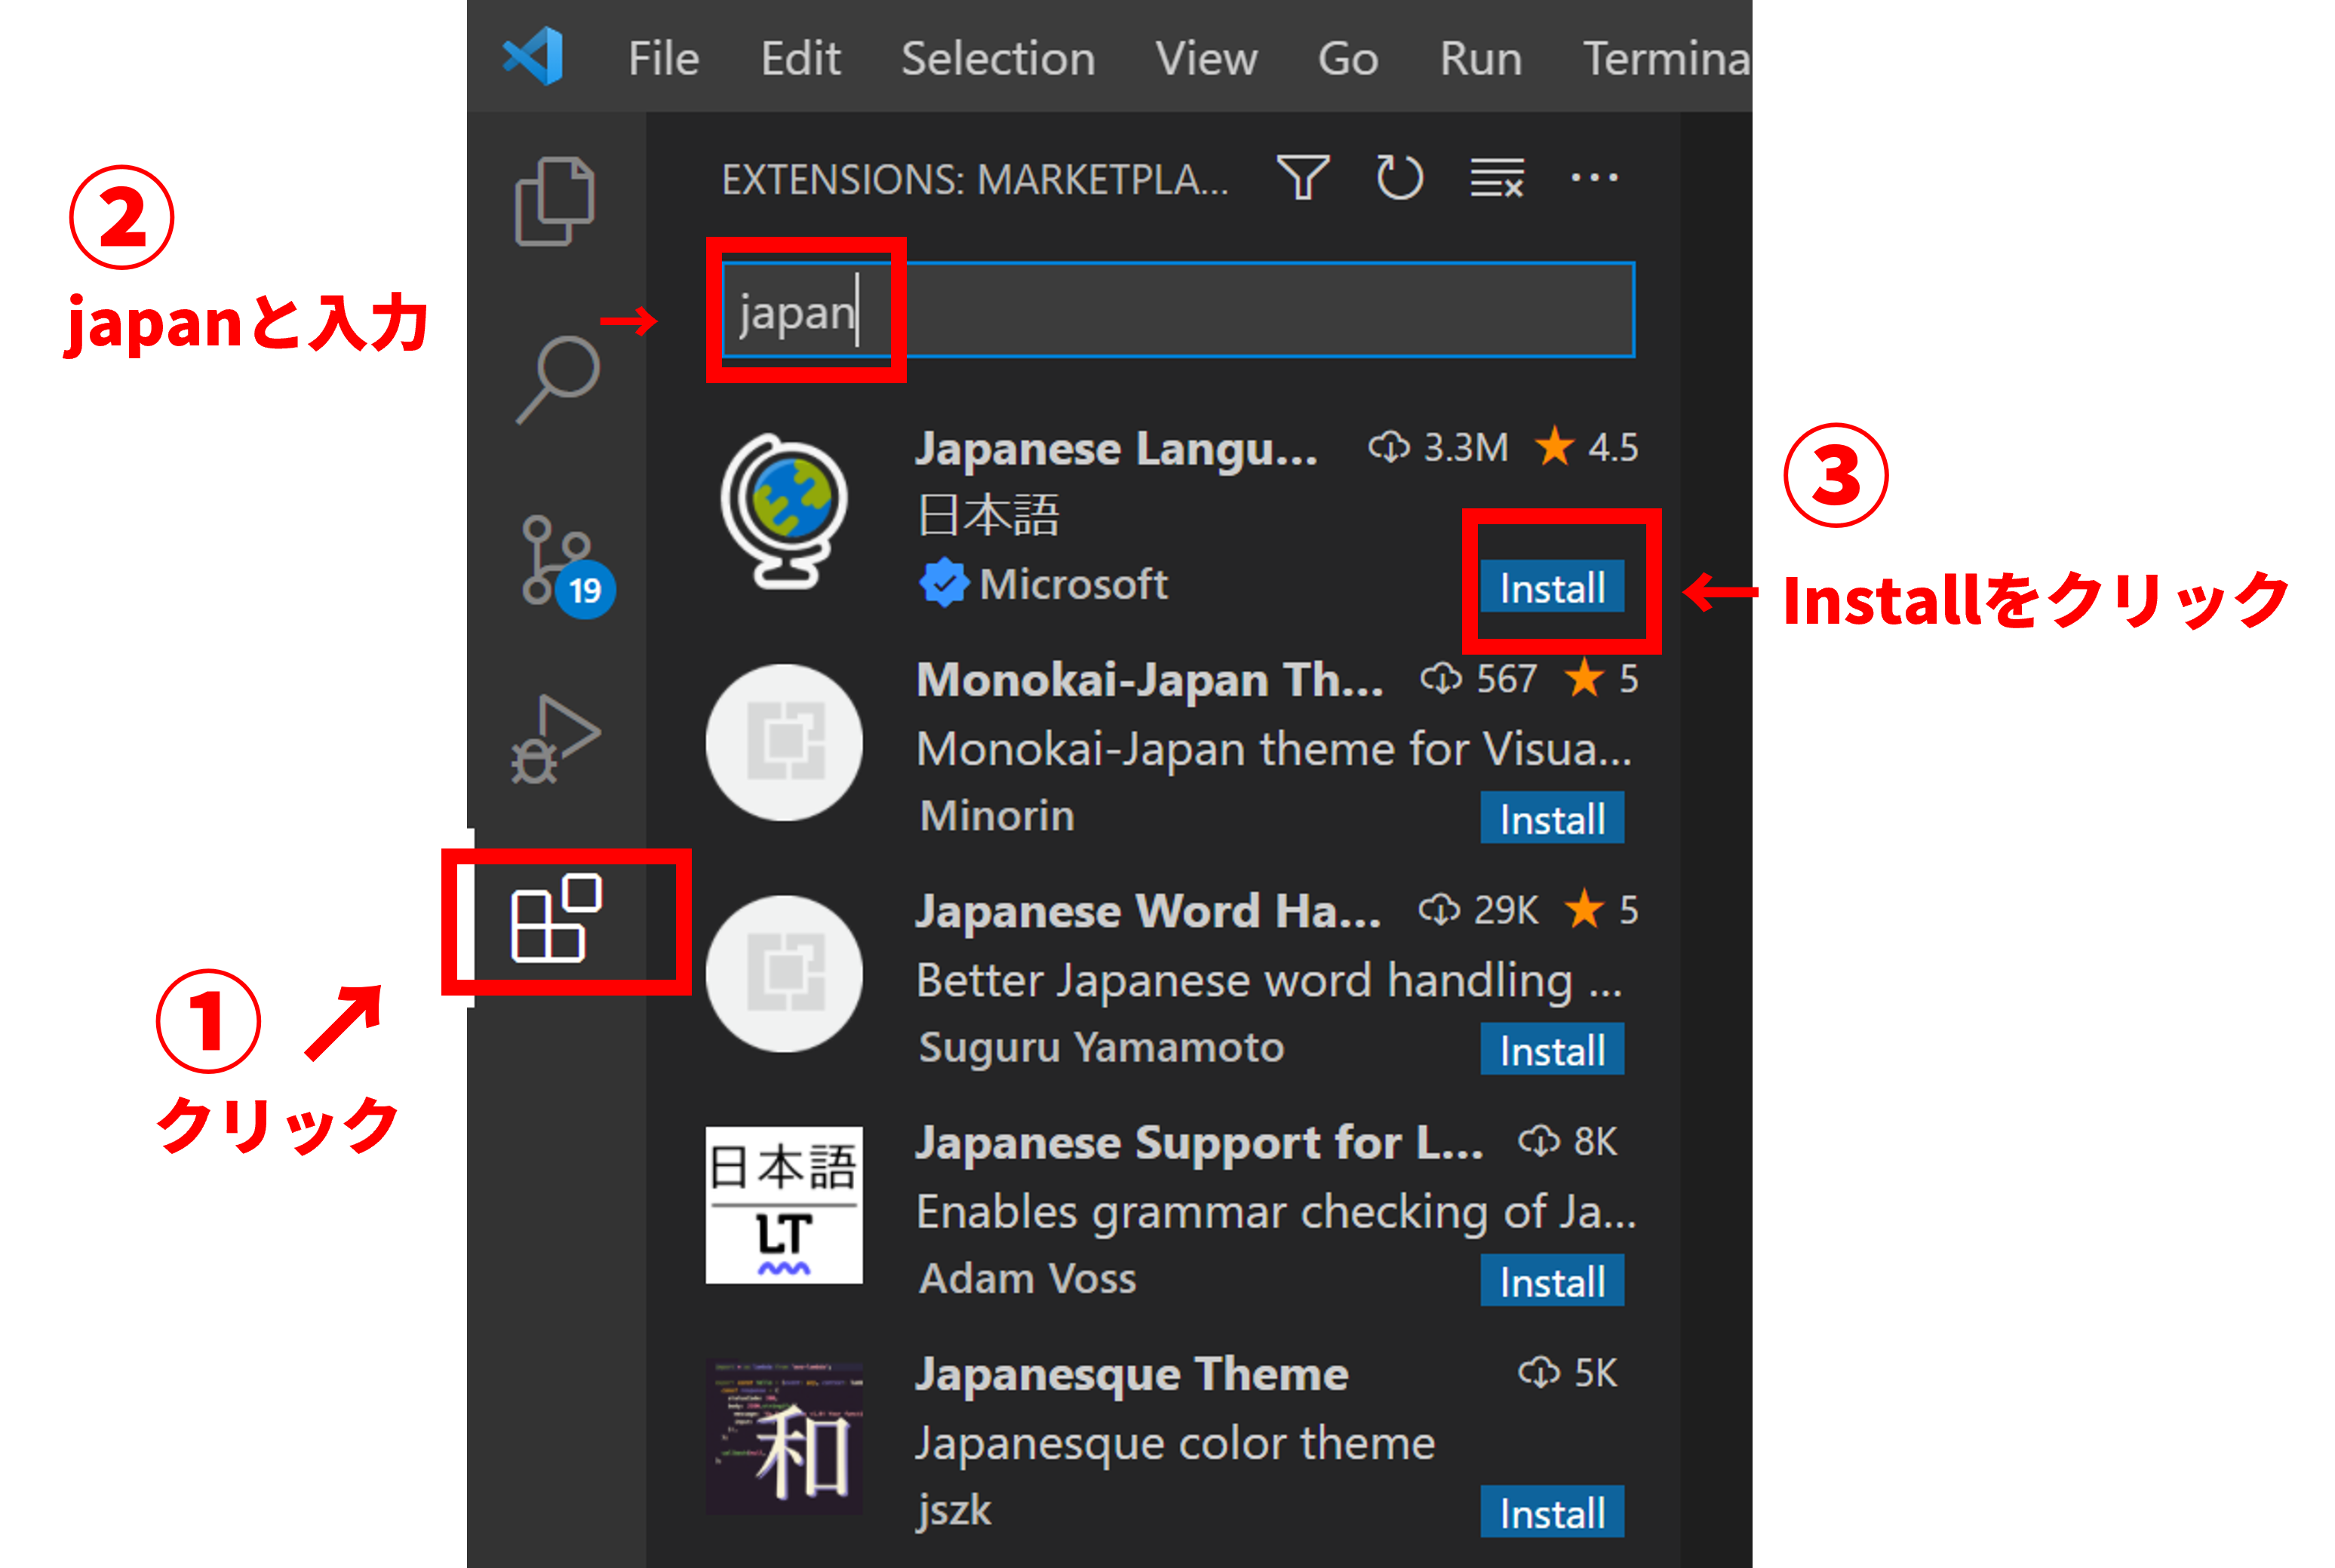 File Edit Selection View Go Run Termina
EXTENSIONS: MARKETPLA...
②
japanと入力
→
japan
Japanese Langu... 3.3M ★ 4.5
日本語
Microsoft Install
③
← Installをクリック
19
Monokai-Japan Th... 567 ★ 5
Monokai-Japan theme for Visua...
Minorin Install
Japanese Word Ha... 29K ★ 5
Better Japanese word handling ...
Suguru Yamamoto Install
① ↗
クリック
日本語
LT
Japanese Support for L... 8K
Enables grammar checking of Ja...
Adam Voss Install
和
Japanesque Theme 5K
Japanesque color theme
jszk Install